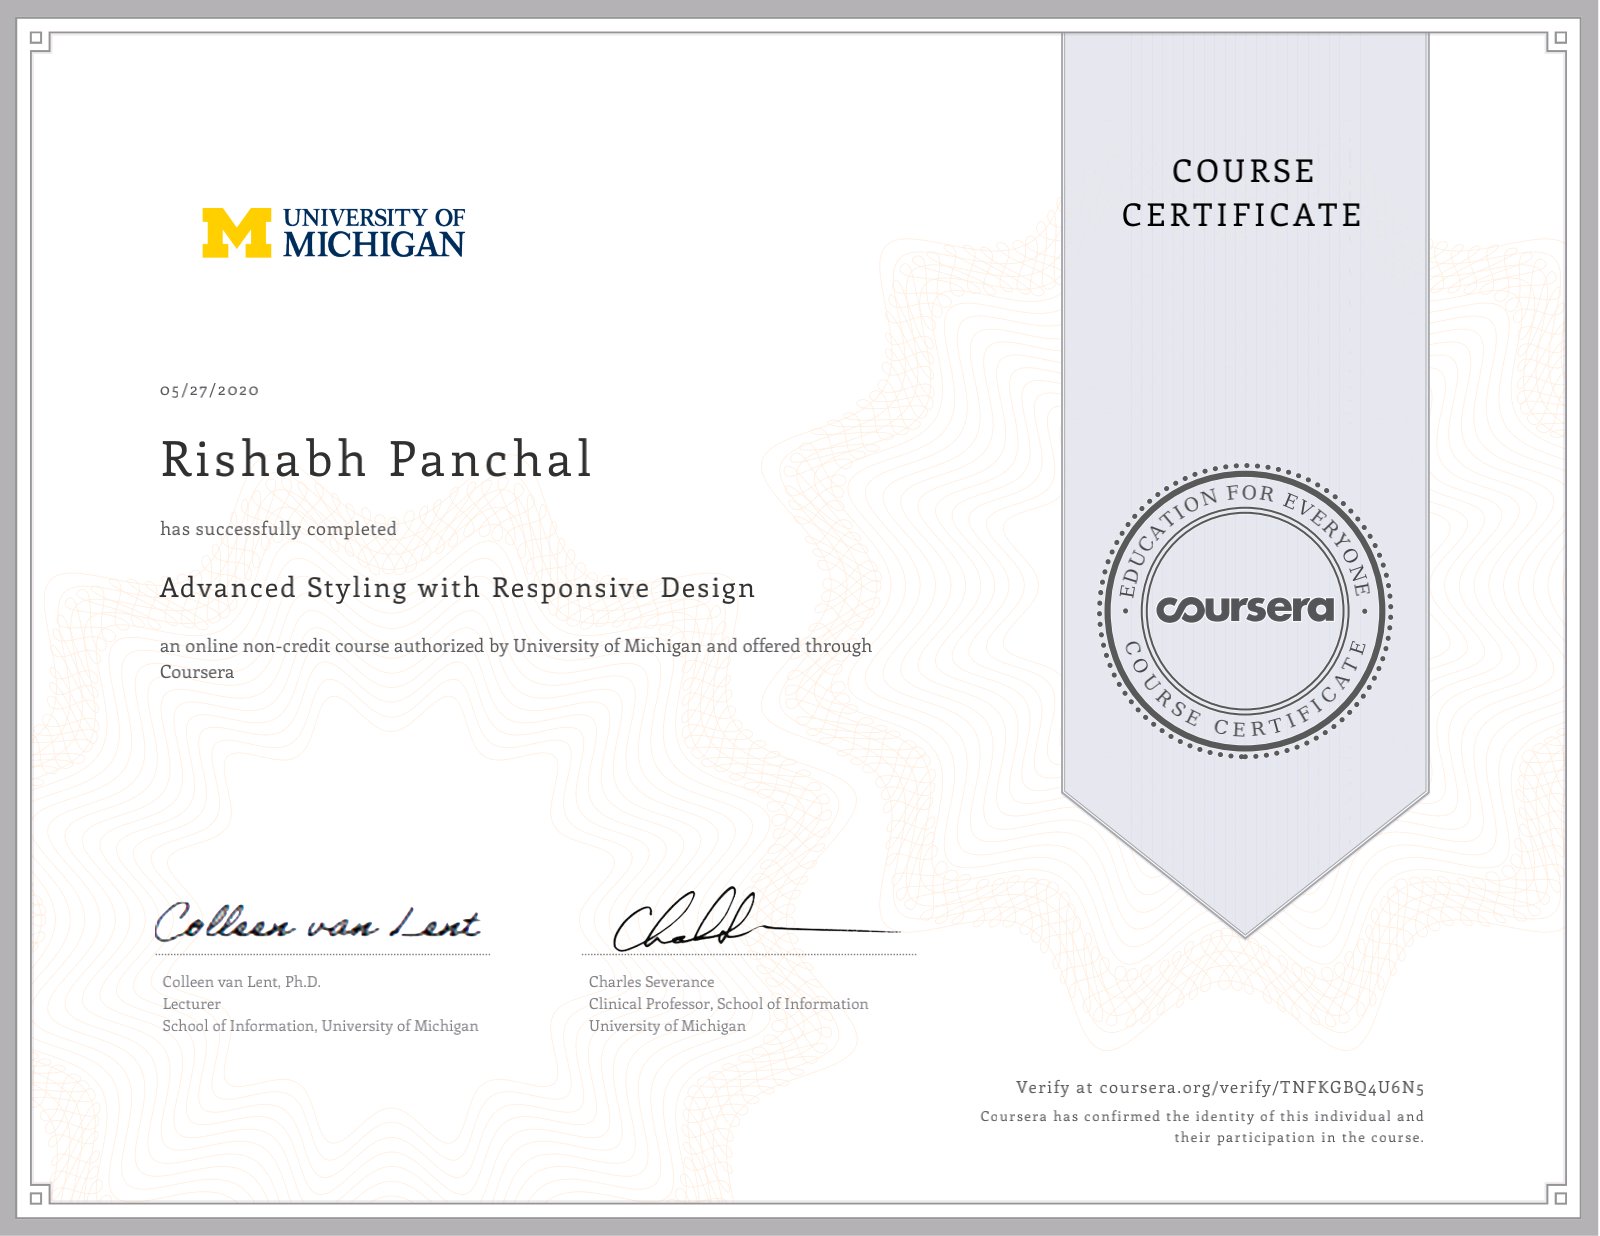 UNIVERSITY OF
MICHIGAN
COURSE
CERTIFICATE
05/27/2020
Rishabh Panchal
has successfully completed
Advanced Styling with Responsive Design
an online non-credit course authorized by University of Michigan and offered through
Coursera
EDUCATION FOR EVERYONE
coursera
COURSE CERTIFICATE
Colleen van Lent
Colleen van Lent, Ph.D.
Lecturer
School of Information, University of Michigan
Charles Severance
Clinical Professor, School of Information
University of Michigan
Verify at coursera.org/verify/TNFKGBQ4U6N5
Coursera has confirmed the identity of this individual and
their participation in the course.